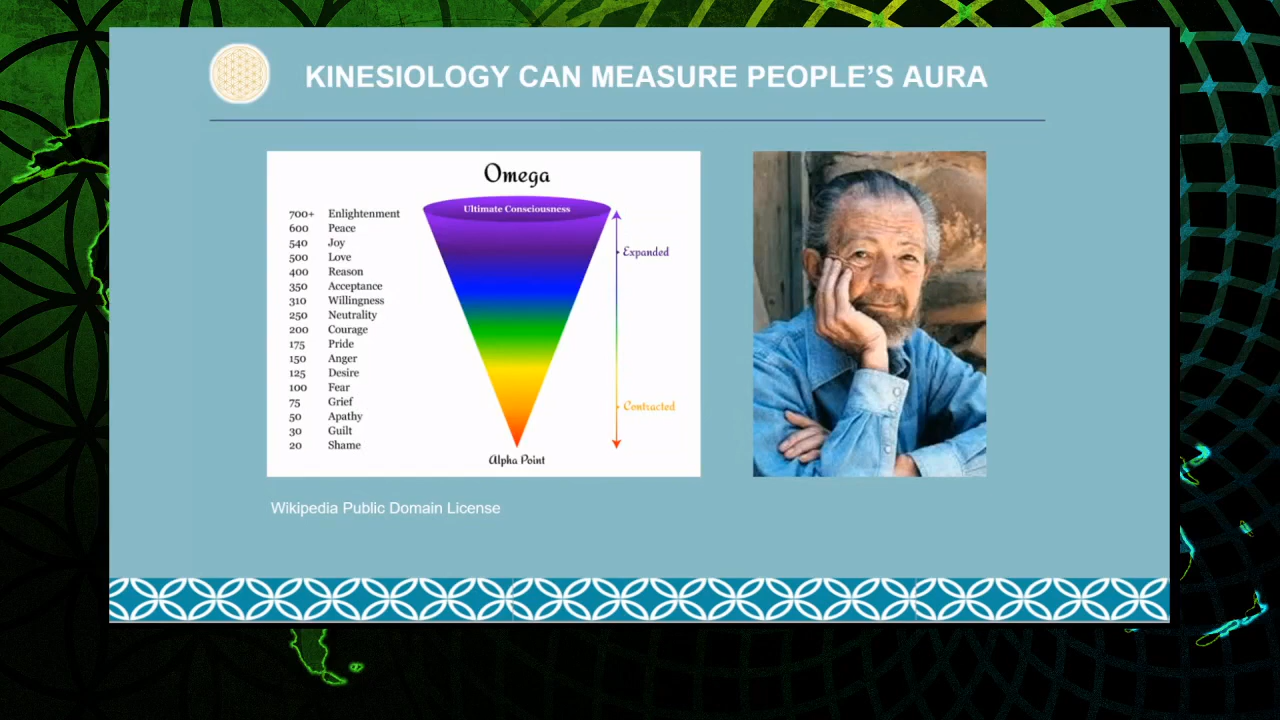 KINESIOLOGY CAN MEASURE PEOPLE’S AURA
Omega
Ultimate Consciousness
700+ Enlightenment
600 Peace
540 Joy
500 Love
400 Reason
350 Acceptance
310 Willingness
250 Neutrality
200 Courage
175 Pride
150 Anger
125 Desire
100 Fear
75 Grief
50 Apathy
30 Guilt
20 Shame
Expanded
Contracted
Alpha Point
Wikipedia Public Domain License